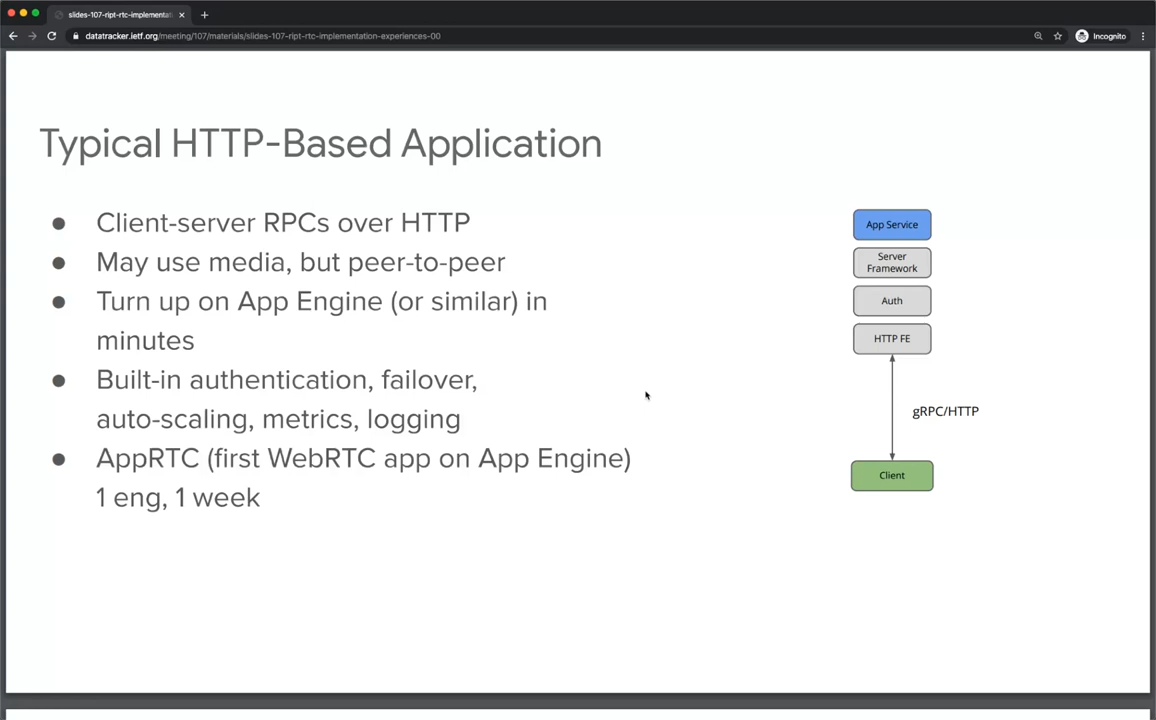 slides-107-ript-rtc-implementat
datatracker.ietf.org/meeting/107/materials/slides-107-ript-rtc-implementation-experiences-00
Incognito
Typical HTTP-Based Application
● Client-server RPCs over HTTP
● May use media, but peer-to-peer
● Turn up on App Engine (or similar) in
minutes
● Built-in authentication, failover,
auto-scaling, metrics, logging
● AppRTC (first WebRTC app on App Engine)
1 eng, 1 week
App Service
Server
Framework
Auth
HTTP FE
gRPC/HTTP
Client